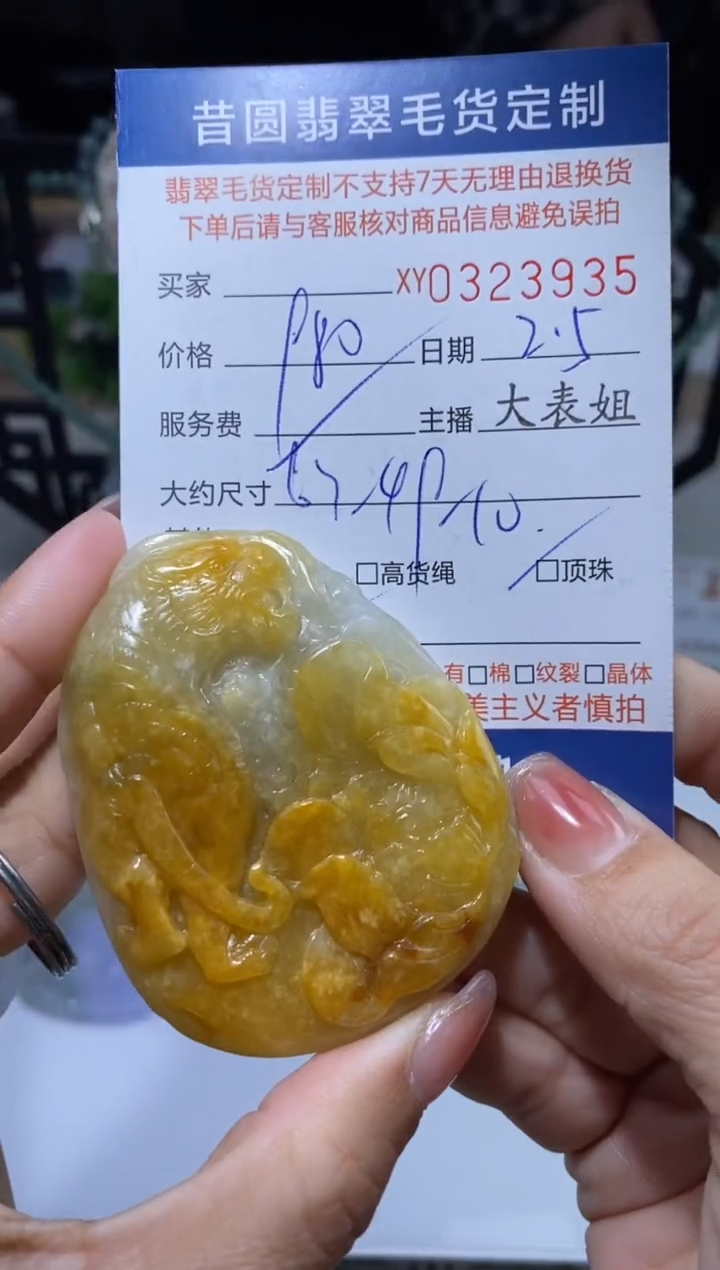 昔圆翡翠毛货定制
翡翠毛货定制不支持7天无理由退换货
下单后请与客服核对商品信息避免误拍
买家 XY0323935
价格 日期 2.5
服务费 主播 大表姐
大约尺寸
□高货绳 □顶珠
有□棉□纹裂□晶体
美主义者慎拍